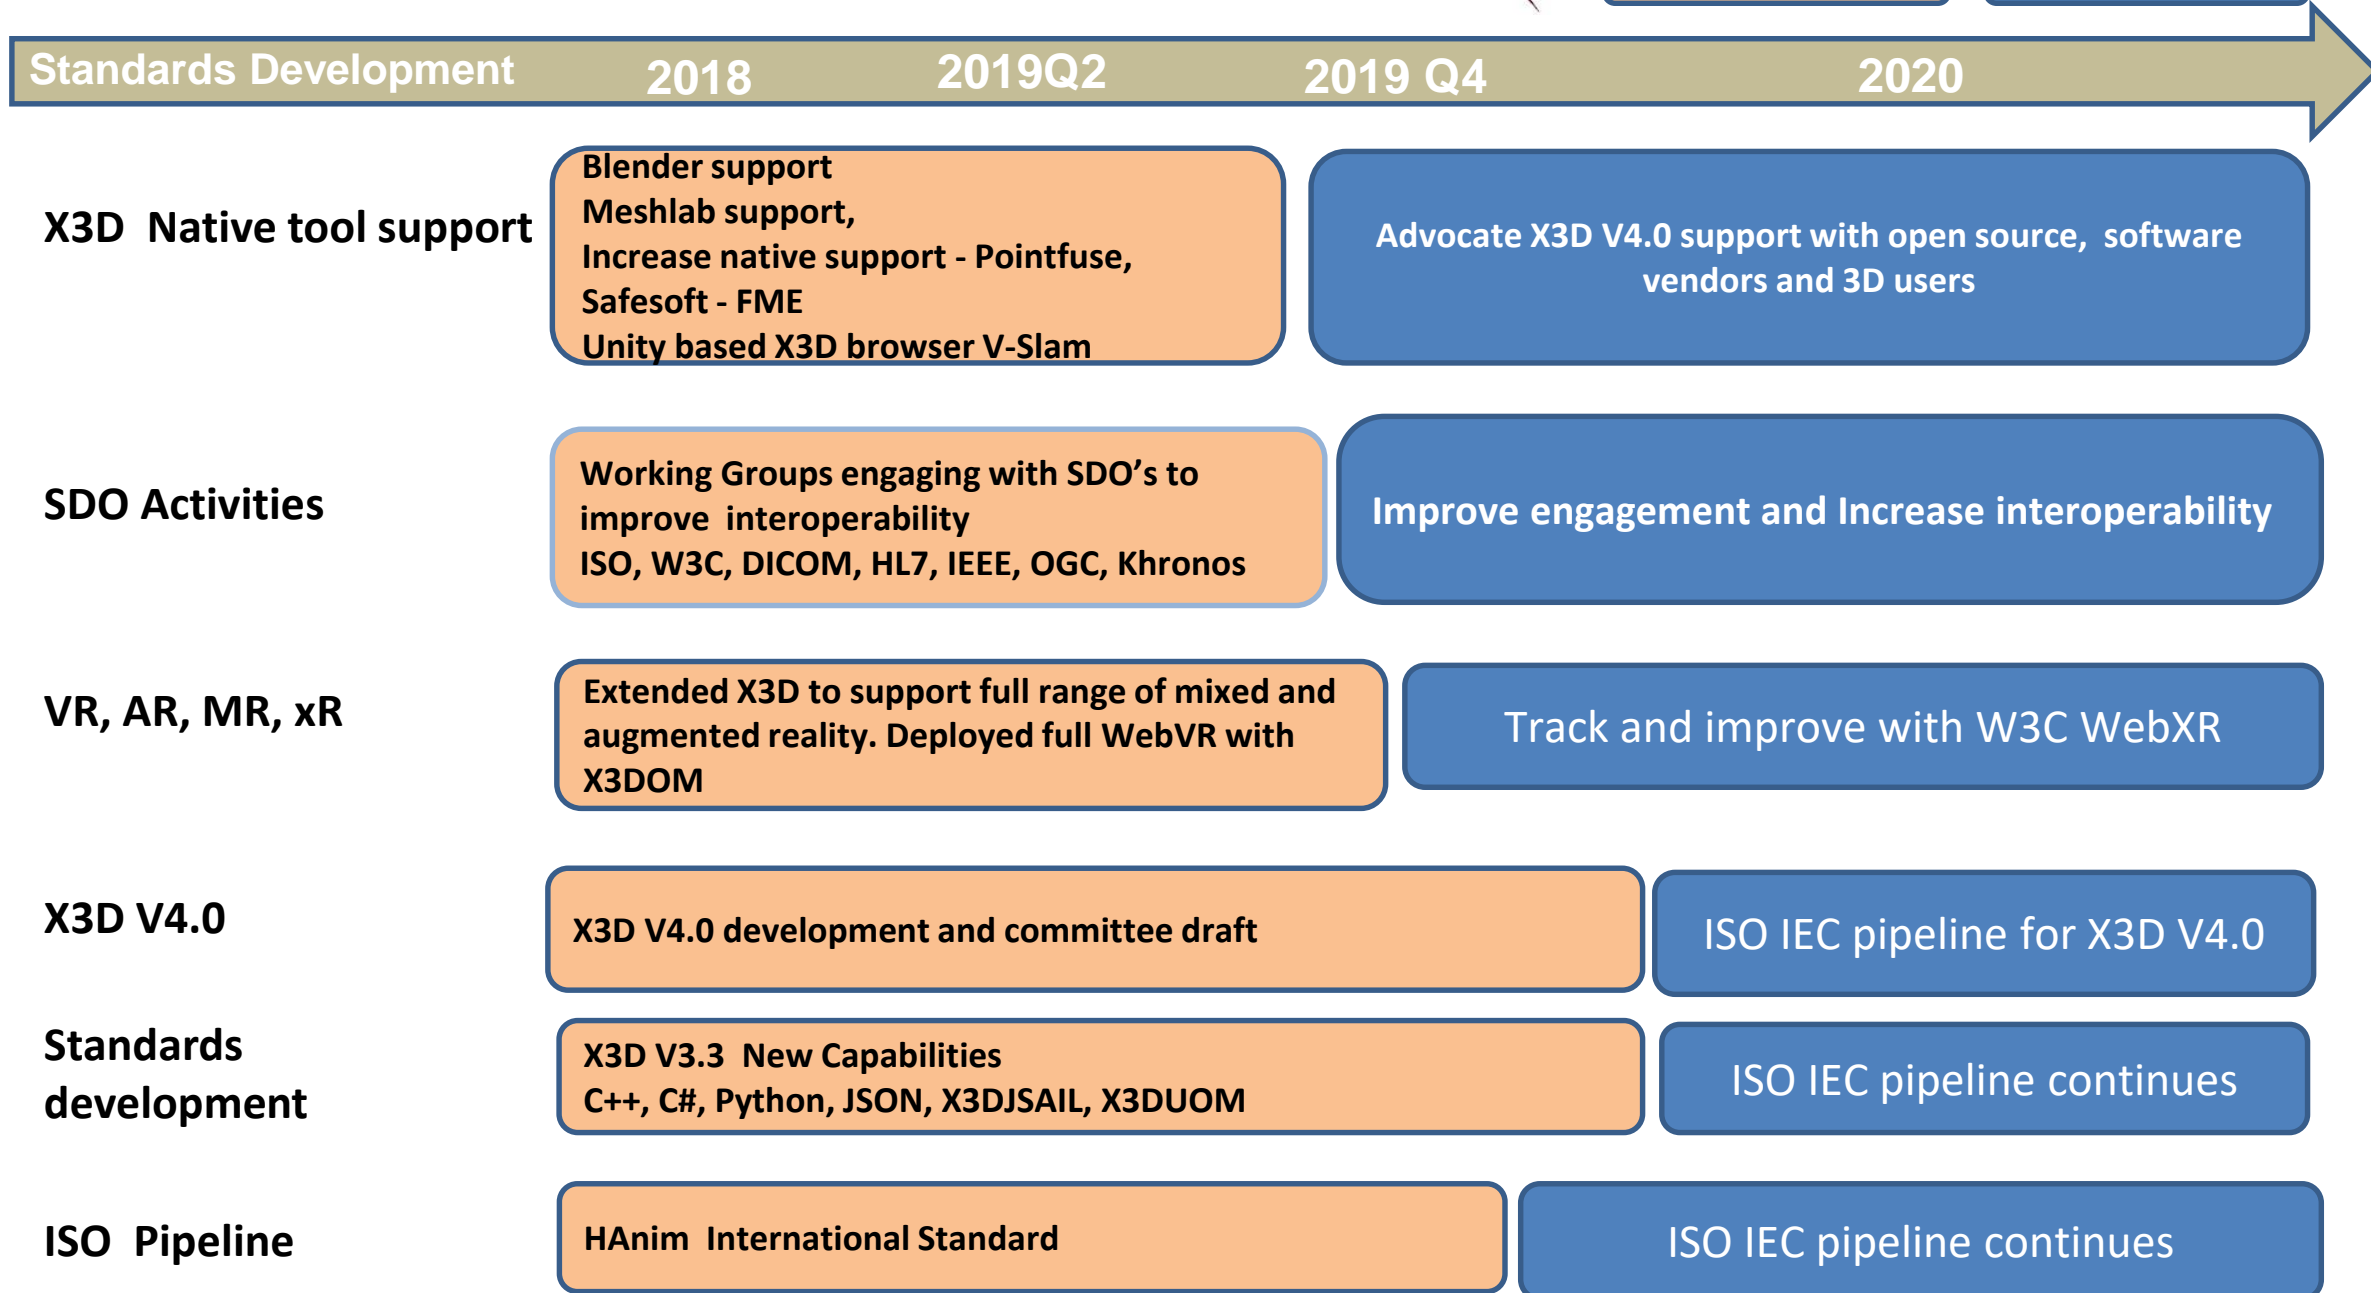 Standards Development 2018 2019Q2 2019 Q4 2020
X3D Native tool support
Blender support
Meshlab support,
Increase native support - Pointfuse,
Safesoft - FME
Unity based X3D browser V-Slam
Advocate X3D V4.0 support with open source, software
vendors and 3D users
SDO Activities
Working Groups engaging with SDO’s to
improve interoperability
ISO, W3C, DICOM, HL7, IEEE, OGC, Khronos
Improve engagement and Increase interoperability
VR, AR, MR, xR
Extended X3D to support full range of mixed and
augmented reality. Deployed full WebVR with
X3DOM
Track and improve with W3C WebXR
X3D V4.0
X3D V4.0 development and committee draft
ISO IEC pipeline for X3D V4.0
Standards
development
X3D V3.3 New Capabilities
C++, C#, Python, JSON, X3DJSAIL, X3DUOM
ISO IEC pipeline continues
ISO Pipeline
HAnim International Standard
ISO IEC pipeline continues